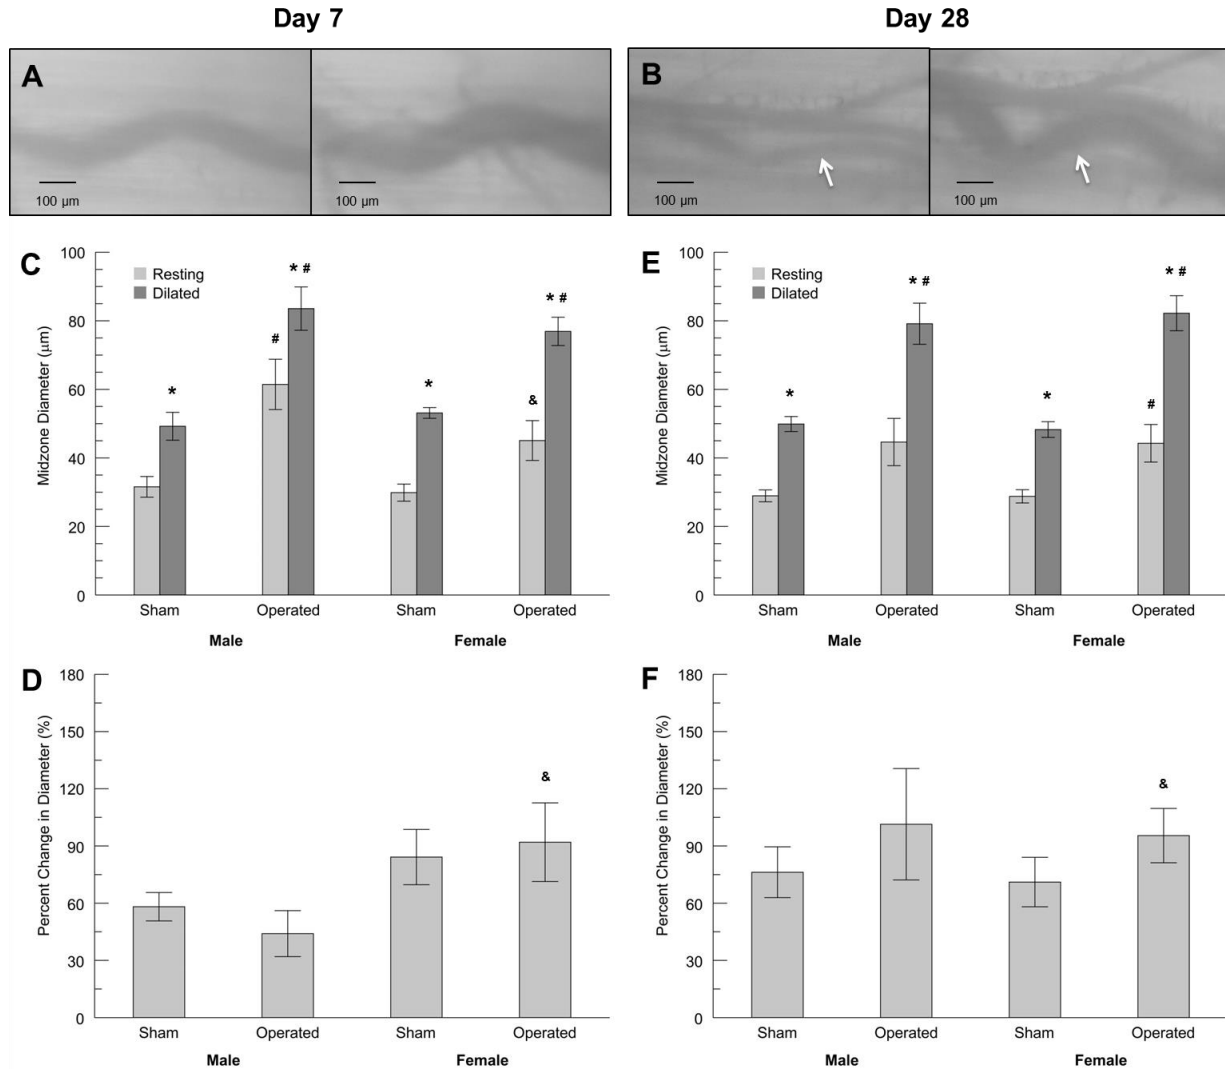 Day 7
Day 28
A
100 µm
100 µm
B
100 µm
100 µm
C
Midzone Diameter (µm)
100
80
60
40
20
0
Resting
Dilated
*
#
* #
*
&
* #
Sham
Operated
Sham
Operated
Male
Female
E
Midzone Diameter (µm)
100
80
60
40
20
0
Resting
Dilated
*
* #
*
#
* #
Sham
Operated
Sham
Operated
Male
Female
D
Percent Change in Diameter (%)
180
150
120
90
60
30
0
&
Sham
Operated
Sham
Operated
Male
Female
F
Percent Change in Diameter (%)
180
150
120
90
60
30
0
&
Sham
Operated
Sham
Operated
Male
Female